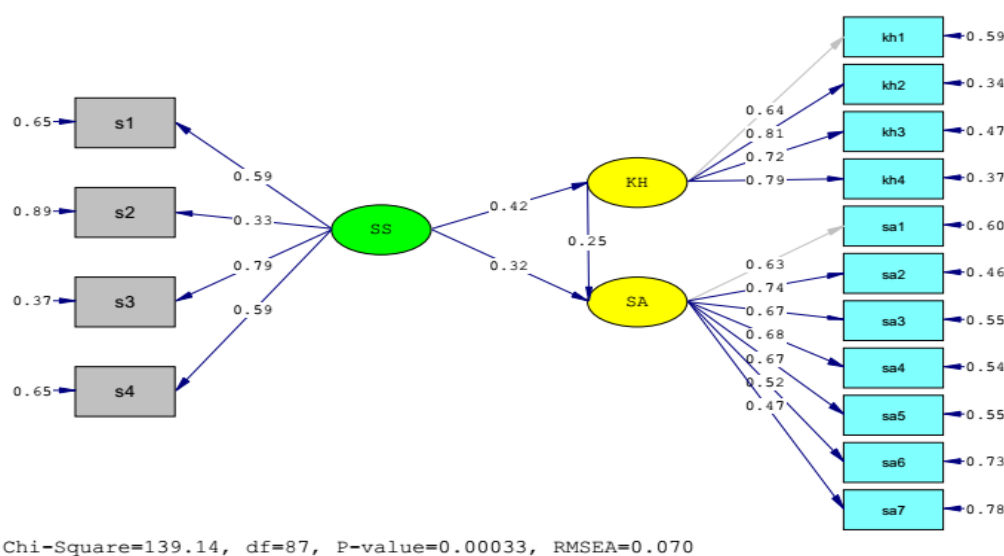 kh1
0.59
kh2
0.34
s1
0.65
0.64
0.81
kh3
0.47
0.72
0.59
KH
0.79
kh4
0.37
s2
0.89
0.33
0.42
SS
sa1
0.60
0.25
0.63
0.79
0.32
0.74
sa2
0.46
s3
0.37
SA
0.67
sa3
0.55
0.59
0.68
0.67
sa4
0.54
0.52
s4
0.65
0.47
sa5
0.55
sa6
0.73
sa7
0.78
Chi-Square=139.14, df=87, P-value=0.00033, RMSEA=0.070